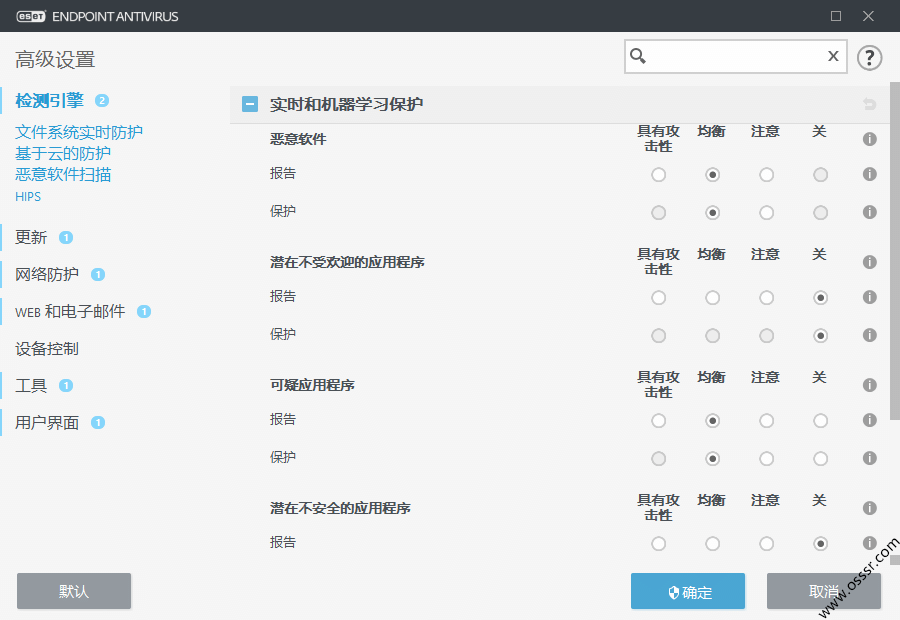 eset ENDPOINT ANTIVIRUS
高级设置
x
?
检测引擎 2
文件系统实时防护
基于云的防护
恶意软件扫描
HIPS
更新 1
网络防护 1
WEB 和电子邮件 1
设备控制
工具 1
用户界面 1
实时和机器学习保护
恶意软件 具有攻 均衡 注意 关
击性
报告
保护
潜在不受欢迎的应用程序 具有攻 均衡 注意 关
击性
报告
保护
可疑应用程序 具有攻 均衡 注意 关
击性
报告
保护
潜在不安全的应用程序 具有攻 均衡 注意 关
击性
报告
默认 确定 取消
www.osssr.com